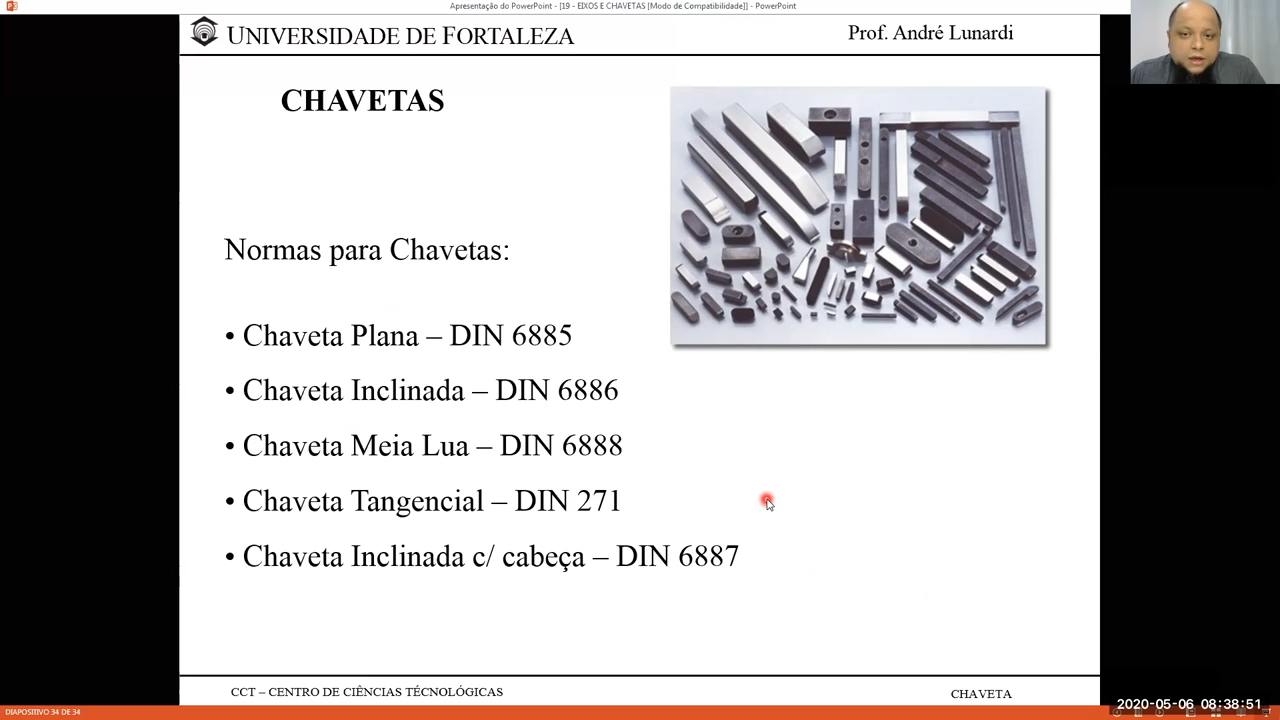 Apresentação do PowerPoint - [19 - EIXOS E CHAVETAS [Modo de Compatibilidade]] - PowerPoint
UNIVERSIDADE DE FORTALEZA
Prof. André Lunardi
CHAVETAS
Normas para Chavetas:
• Chaveta Plana – DIN 6885
• Chaveta Inclinada – DIN 6886
• Chaveta Meia Lua – DIN 6888
• Chaveta Tangencial – DIN 271
• Chaveta Inclinada c/ cabeça – DIN 6887
CCT – CENTRO DE CIÊNCIAS TÉCNOLÓGICAS
CHAVETA
2020-05-06 08:38:51
DIAPOSITIVO 34 DE 34